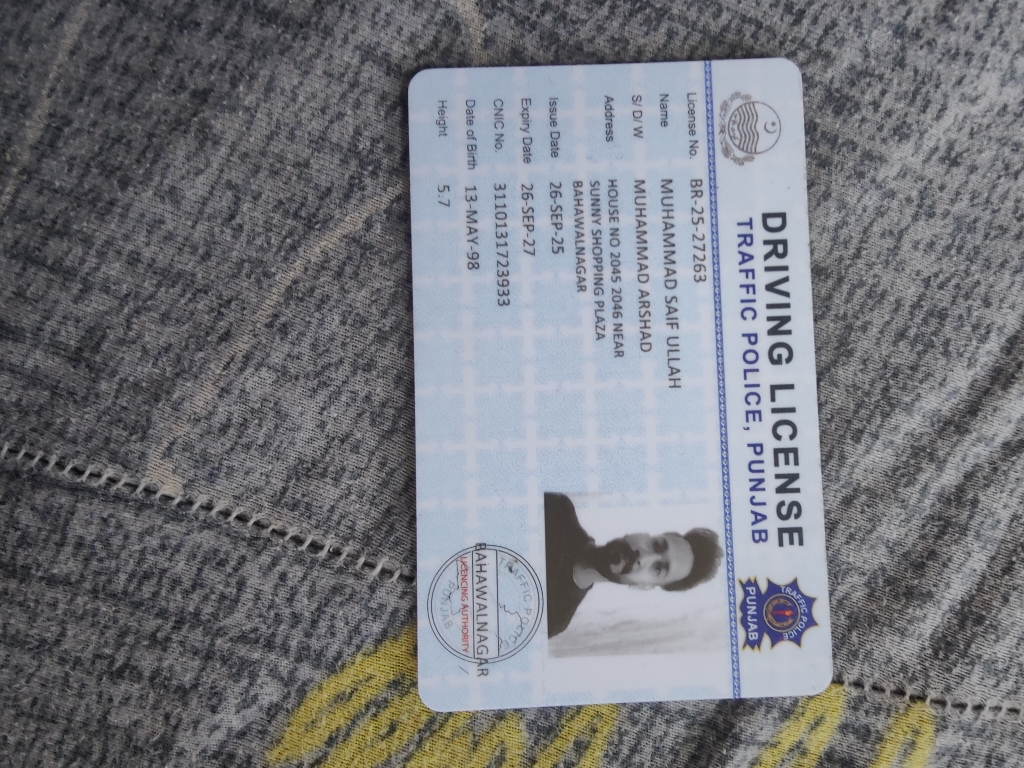 DRIVING LICENSE
TRAFFIC POLICE, PUNJAB
TRAFFIC POLICE
PUNJAB
License No. BR-25-27263
Name MUHAMMAD SAIF ULLAH
S/ D/ W MUHAMMAD ARSHAD
Address HOUSE NO 2045 2046 NEAR
SUNNY SHOPPING PLAZA
BAHAWALNAGAR
Issue Date 26-SEP-25
Expiry Date 26-SEP-27
CNIC No. 3110131723933
Date of Birth 13-MAY-98
Height 5.7
TRAFFIC POLICE
BAHAWALNAGAR
LICENCING AUTHORITY
PUNJAB